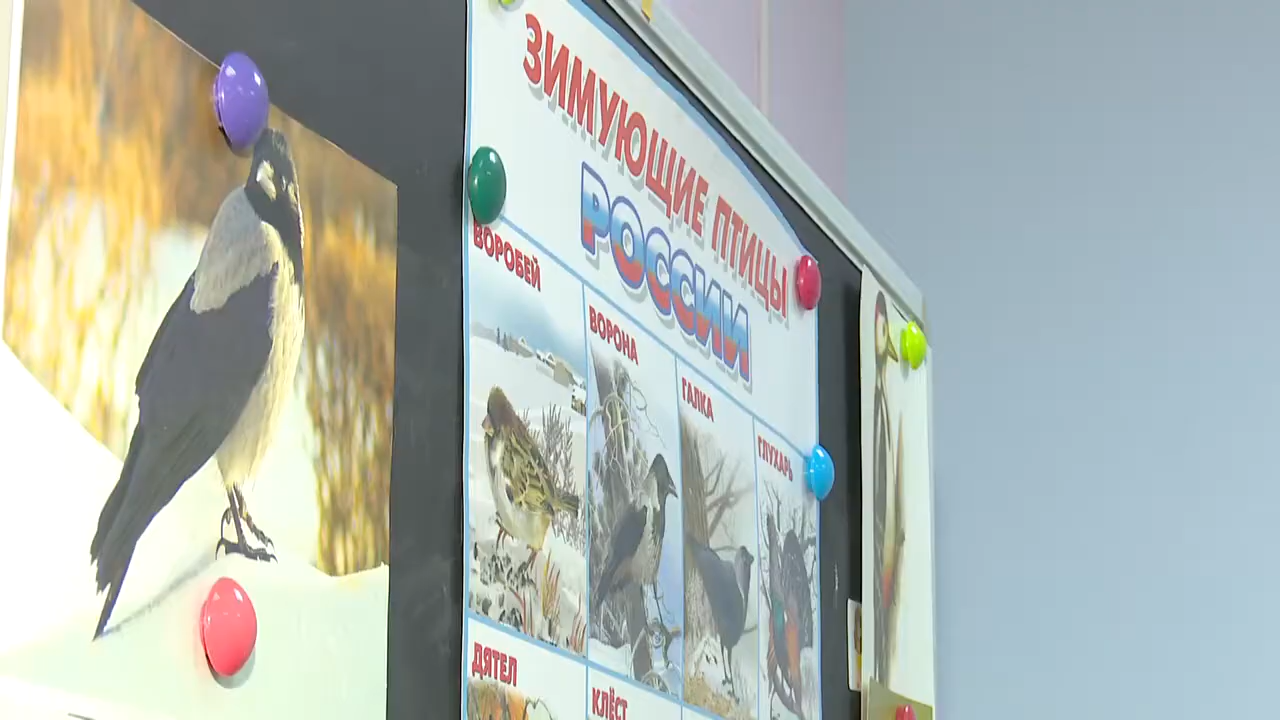 ЗИМУЮЩИЕ ПТИЦЫ
РОССИИ
ВОРОБЕЙ
ВОРОНА
ГАЛКА
ГЛУХАРЬ
ДЯТЕЛ
КЛЁСТ